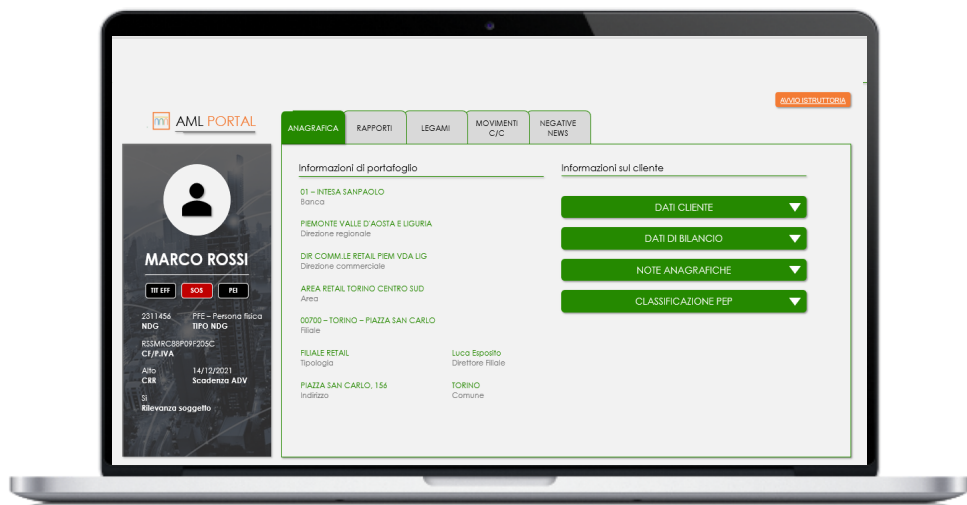 AVVIO ISTRUTTORIA
AML PORTAL
ANAGRAFICA
RAPPORTI
LEGAMI
MOVIMENTI
C/C
NEGATIVE
NEWS
MARCO ROSSI
TIT EFF
SOS
PEI
2311456
PFE – Persona fisica
NDG
TIPO NDG
RSSMRC88P09F205C
CF/P.IVA
Alto
14/12/2021
CRR
Scadenza ADV
Sì
Rilevanza soggetto
Informazioni di portafoglio
01 – INTESA SANPAOLO
Banca
PIEMONTE VALLE D'AOSTA E LIGURIA
Direzione regionale
DIR COMM.LE RETAIL PIEM VDA LIG
Direzione commerciale
AREA RETAIL TORINO CENTRO SUD
Area
00700 – TORINO – PIAZZA SAN CARLO
Filiale
FILIALE RETAIL
Luca Esposito
Tipologia
Direttore Filiale
PIAZZA SAN CARLO, 156
TORINO
Indirizzo
Comune
Informazioni sul cliente
DATI CLIENTE
DATI DI BILANCIO
NOTE ANAGRAFICHE
CLASSIFICAZIONE PEP